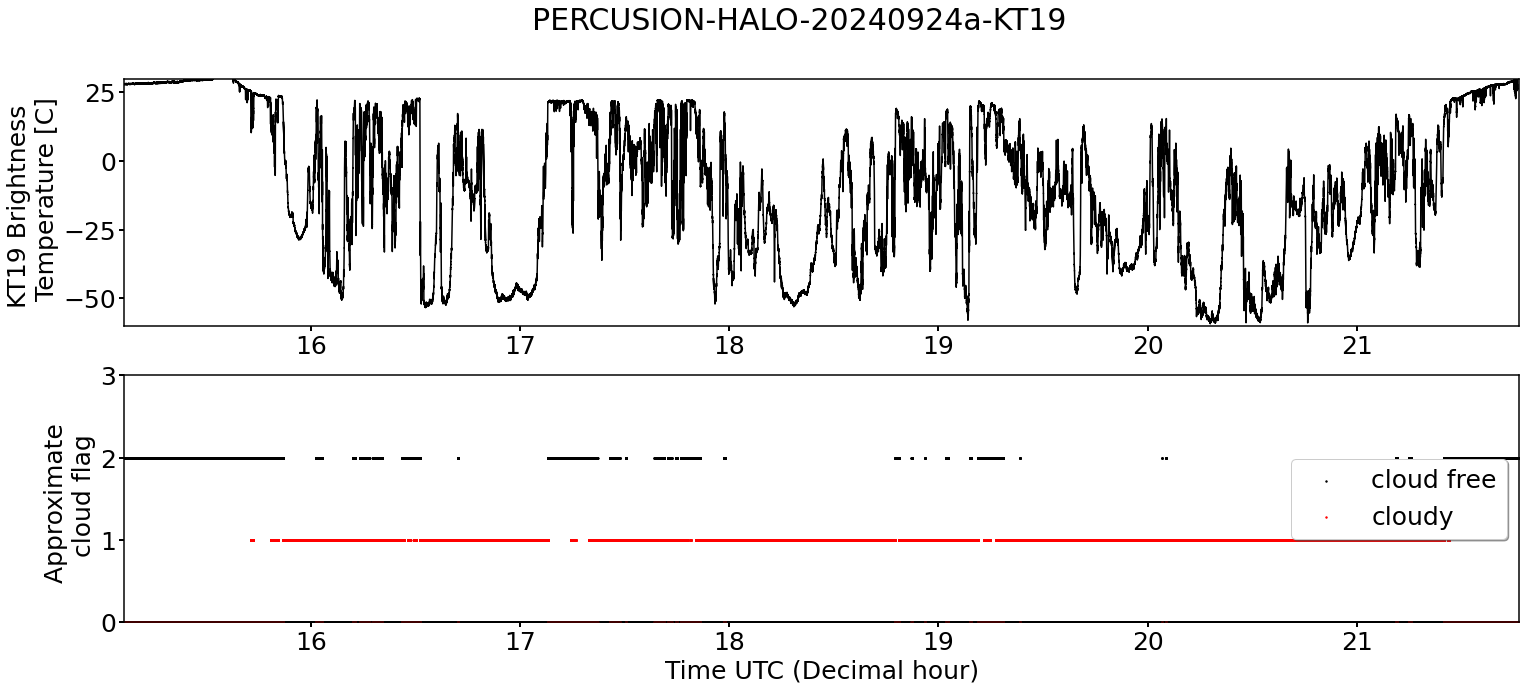 PERCUSION-HALO-20240924a-KT19
KT19 Brightness
Temperature [C]
25
0
−25
−50
16
17
18
19
20
21
Approximate
cloud flag
3
2
1
0
cloud free
cloudy
16
17
18
19
20
21
Time UTC (Decimal hour)